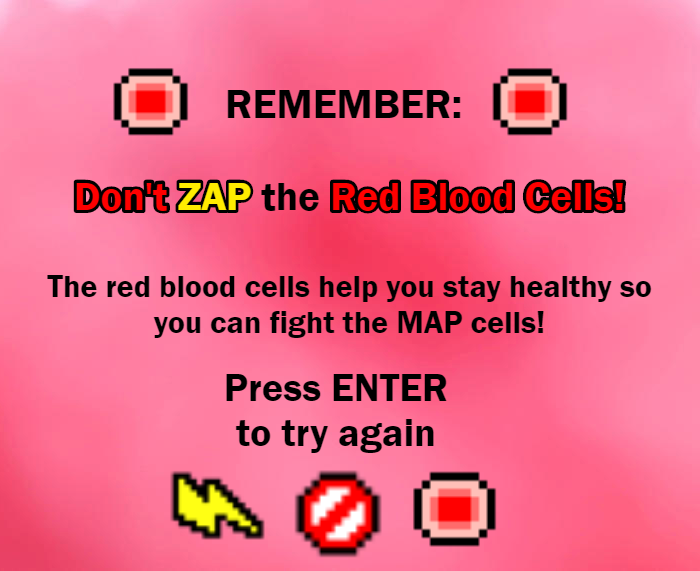 REMEMBER:
Don't ZAP the Red Blood Cells!
The red blood cells help you stay healthy so
you can fight the MAP cells!
Press ENTER
to try again